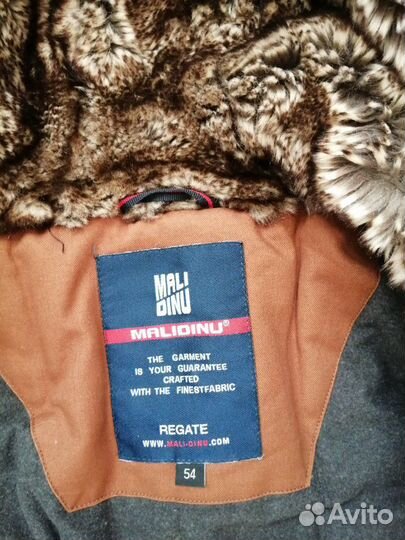 MALI
DINU
MALIDINU®
THE GARMENT
IS YOUR GUARANTEE
CRAFTED
WITH THE FINESTFABRIC
REGATE
WWW.MALI-DINU.COM
54
Avito